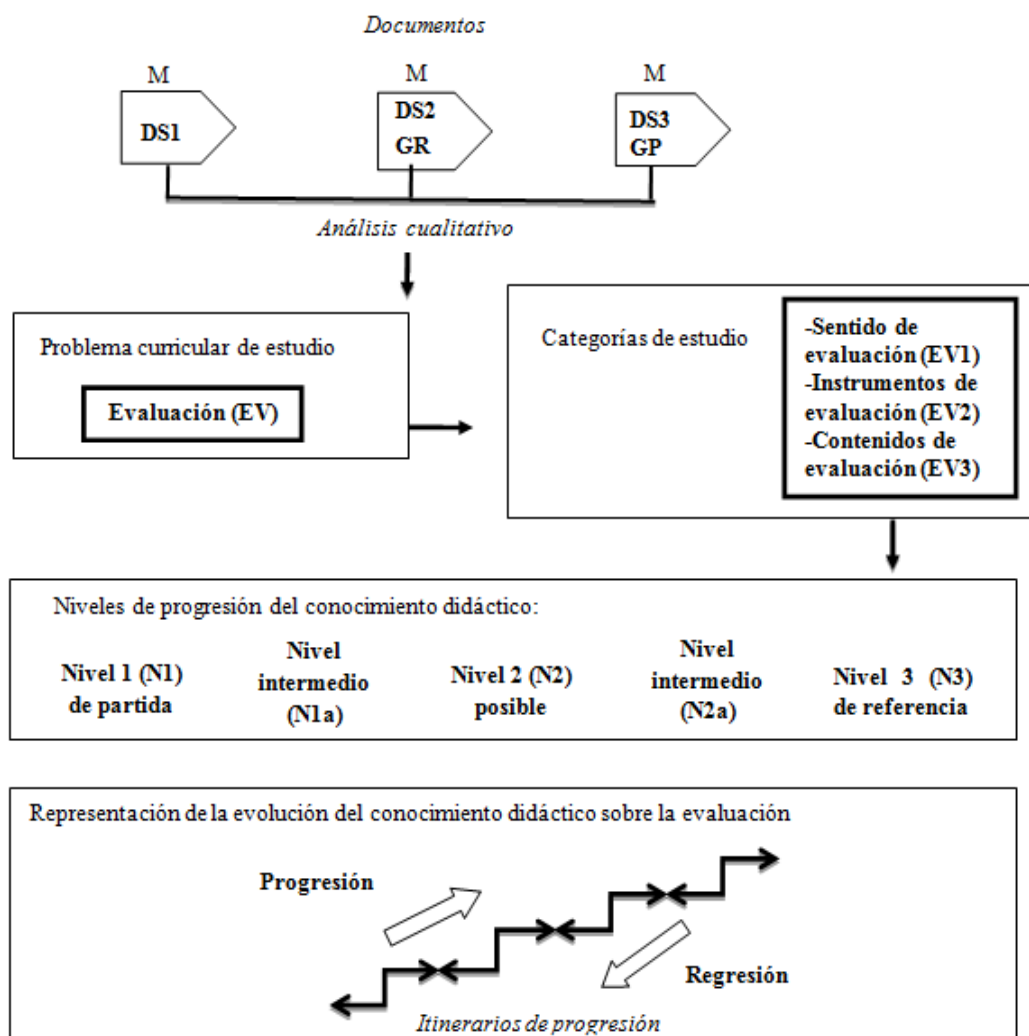 Documentos
M M M
DS1
DS2
GR
DS3
GP
Análisis cualitativo
Problema curricular de estudio
Evaluación (EV)
Categorías de estudio
-Sentido de
evaluación (EV1)
-Instrumentos de
evaluación (EV2)
-Contenidos de
evaluación (EV3)
Niveles de progresión del conocimiento didáctico:
Nivel 1 (N1)
de partida
Nivel
intermedio
(N1a)
Nivel 2 (N2)
posible
Nivel
intermedio
(N2a)
Nivel 3 (N3)
de referencia
Representación de la evolución del conocimiento didáctico sobre la evaluación
Progresión
Regresión
Itinerarios de progresión